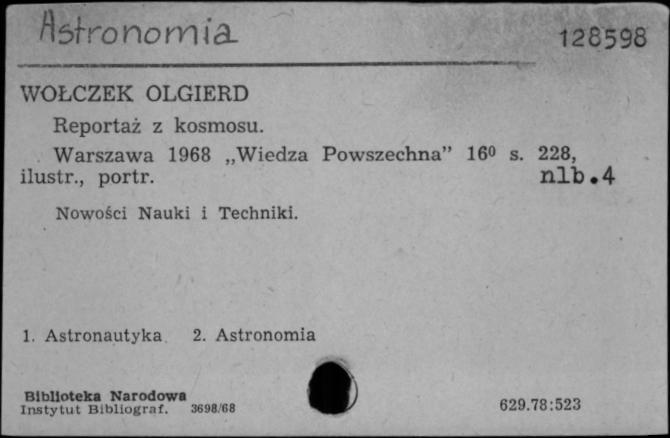 Astronomia 128598
WOŁCZEK OLGIERD
Reportaż z kosmosu.
Warszawa 1968 „Wiedza Powszechna” 16⁰ s. 228,
ilustr., portr. nlb.4
Nowości Nauki i Techniki.
1. Astronautyka 2. Astronomia
Biblioteka Narodowa
Instytut Bibliograf. 3698/68 629.78:523